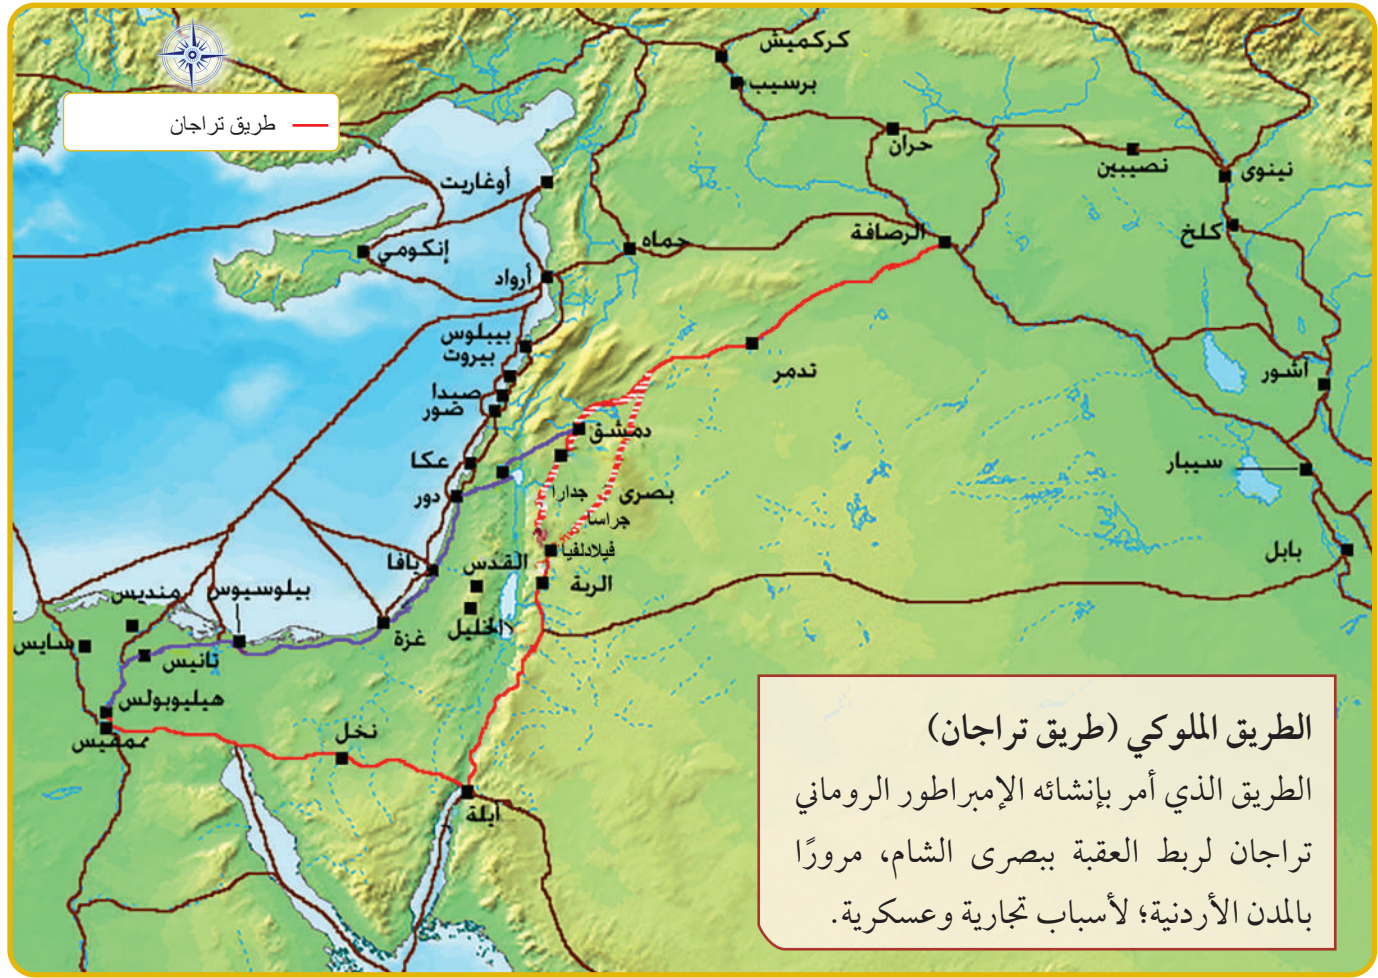 طريق تراجان
كركميش
برسيب
حران
نصيبين
نينوى
كلخ
أوغاريت
إنكومي
أرواد
حماه
الرصافة
تدمر
آشور
سيبار
بابل
بيبلوس
بيروت
صيدا
صور
دمشق
عكا
دور
جدارا
بصرى
جراسا
فيلادلفيا
يافا
القدس
الربة
الخليل
غزة
بيلوسيوس
منديس
سايس
تانيس
هيليوبولس
ممفيس
نخل
ايلة
الطريق الملوكي (طريق تراجان)
الطريق الذي أمر بإنشائه الإمبراطور الروماني
تراجان لربط العقبة ببصرى الشام، مرورًا
بالمدن الأردنية؛ لأسباب تجارية وعسكرية.